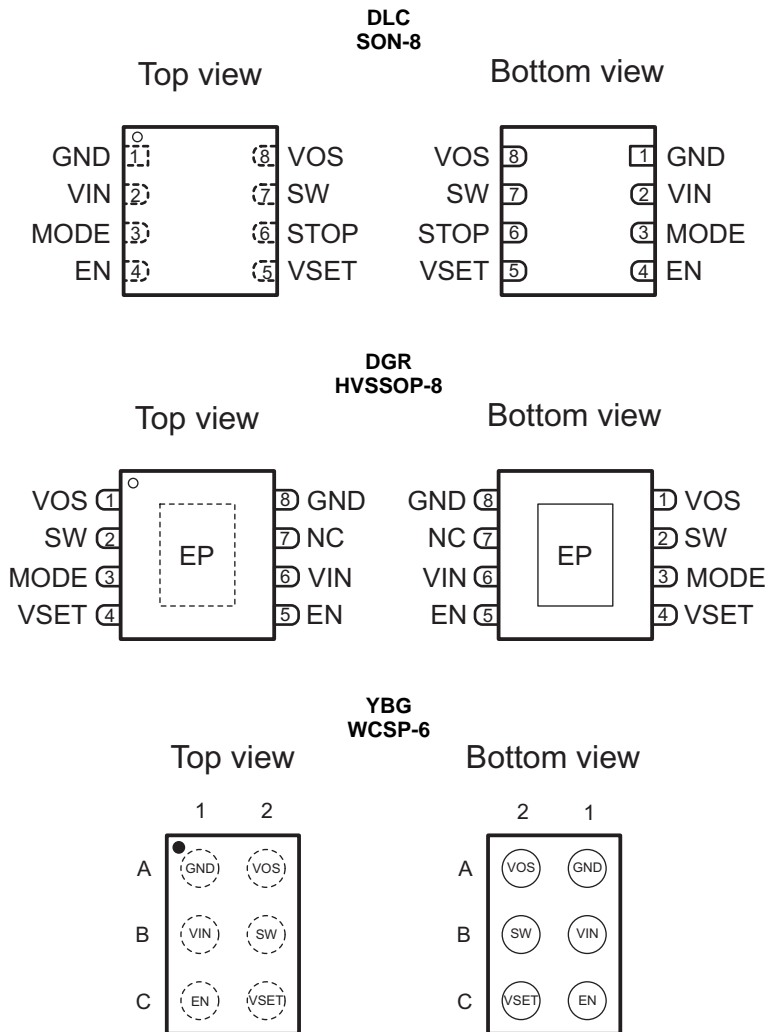 DLC
SON-8
Top view Bottom view
GND 1 8 VOS VOS 8 1 GND
VIN 2 7 SW SW 7 2 VIN
MODE 3 6 STOP STOP 6 3 MODE
EN 4 5 VSET VSET 5 4 EN
DGR
HVSSOP-8
Top view Bottom view
VOS 1 8 GND GND 8 1 VOS
SW 2 7 NC NC 7 2 SW
EP EP
MODE 3 6 VIN VIN 6 3 MODE
VSET 4 5 EN EN 5 4 VSET
YBG
WCSP-6
Top view Bottom view
1 2 2 1
A GND VOS A VOS GND
B VIN SW B SW VIN
C EN VSET C VSET EN